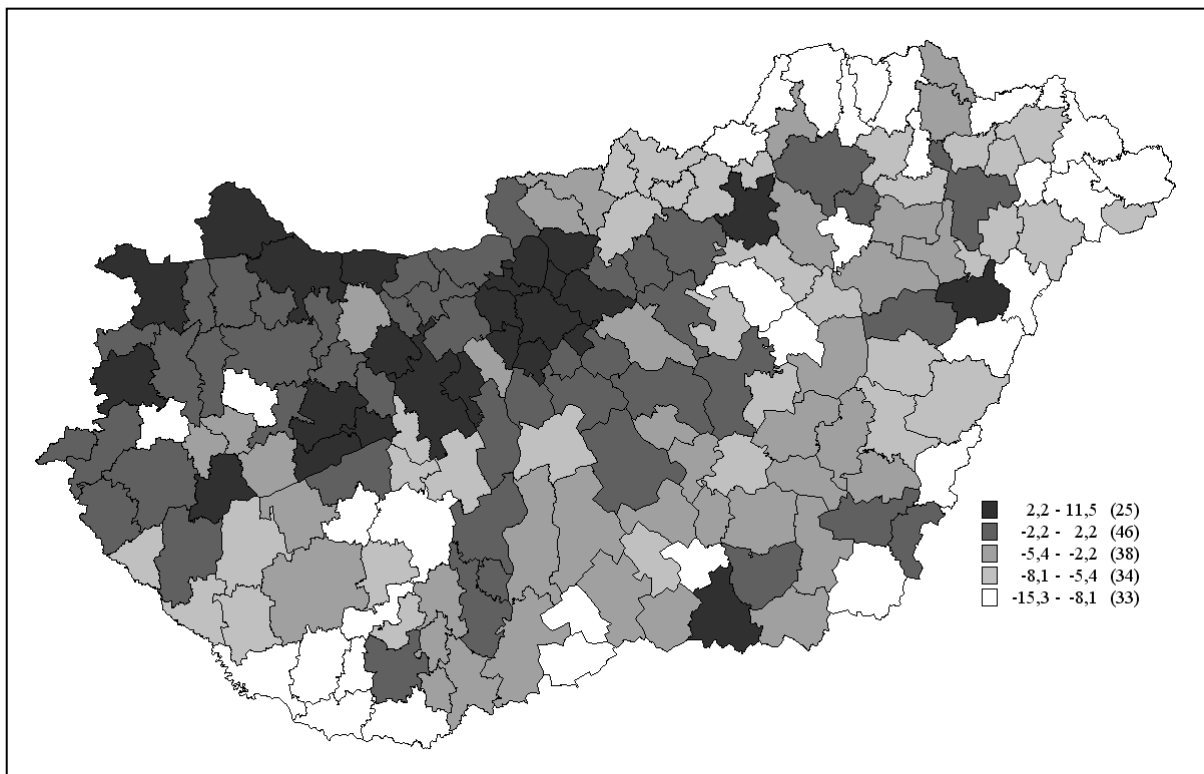 2,2 - 11,5 (25)
-2,2 - 2,2 (46)
-5,4 - -2,2 (38)
-8,1 - -5,4 (34)
-15,3 - -8,1 (33)